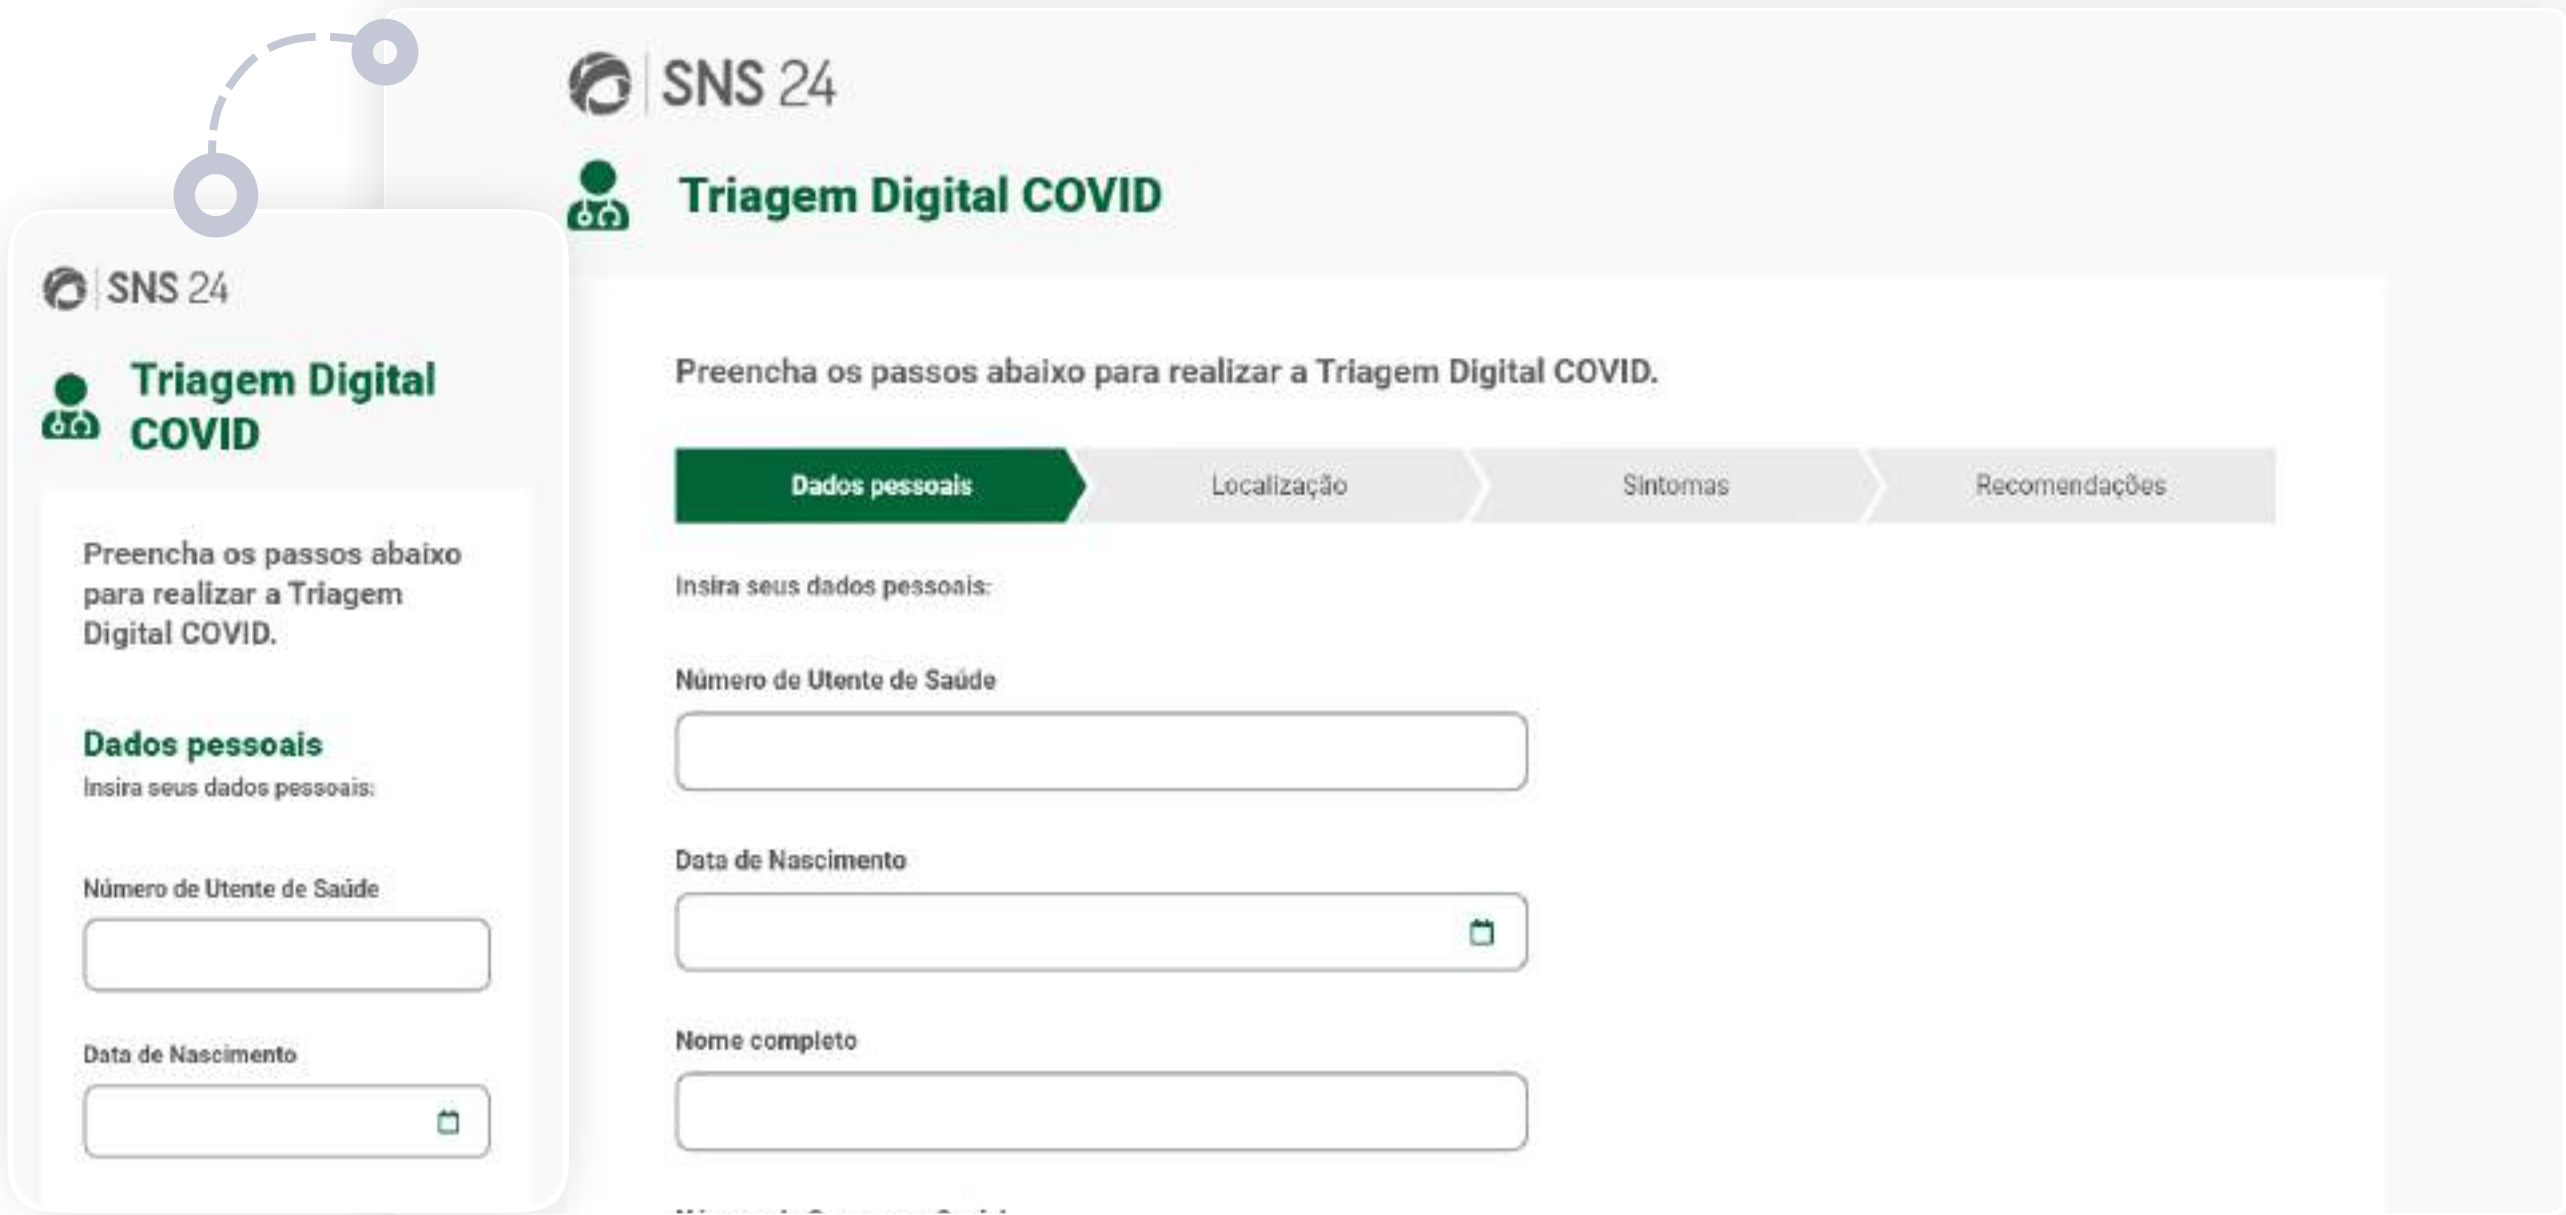 SNS 24
Triagem Digital COVID
Preencha os passos abaixo para realizar a Triagem Digital COVID.
Dados pessoais
Localização
Sintomas
Recomendações
Insira seus dados pessoais:
Número de Utente de Saúde
Data de Nascimento
Nome completo
SNS 24
Triagem Digital
COVID
Preencha os passos abaixo
para realizar a Triagem
Digital COVID.
Dados pessoais
Insira seus dados pessoais:
Número de Utente de Saúde
Data de Nascimento